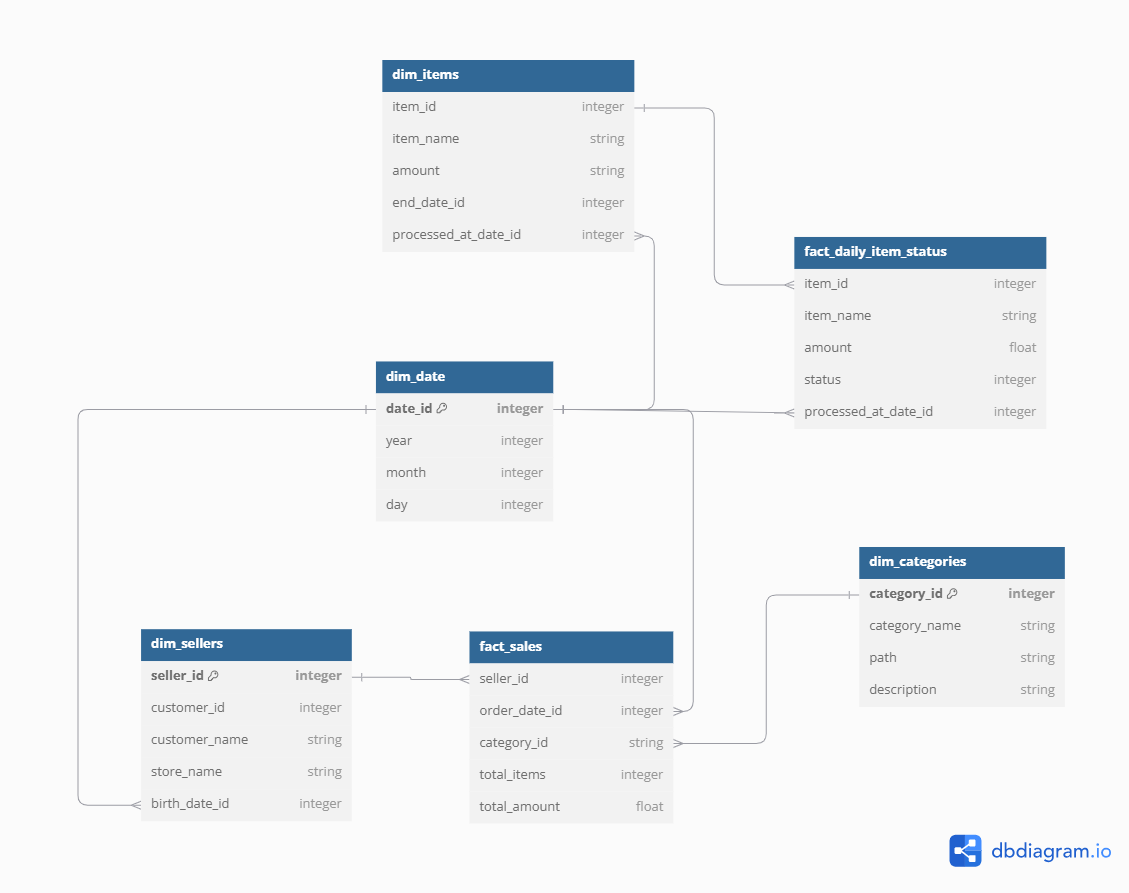 dim_items
item_id integer
item_name string
amount string
end_date_id integer
processed_at_date_id integer
fact_daily_item_status
item_id integer
item_name string
amount float
status integer
processed_at_date_id integer
dim_date
date_id integer
year integer
month integer
day integer
dim_categories
category_id integer
category_name string
path string
description string
dim_sellers
seller_id integer
customer_id integer
customer_name string
store_name string
birth_date_id integer
fact_sales
seller_id integer
order_date_id integer
category_id string
total_items integer
total_amount float
dbdiagram.io